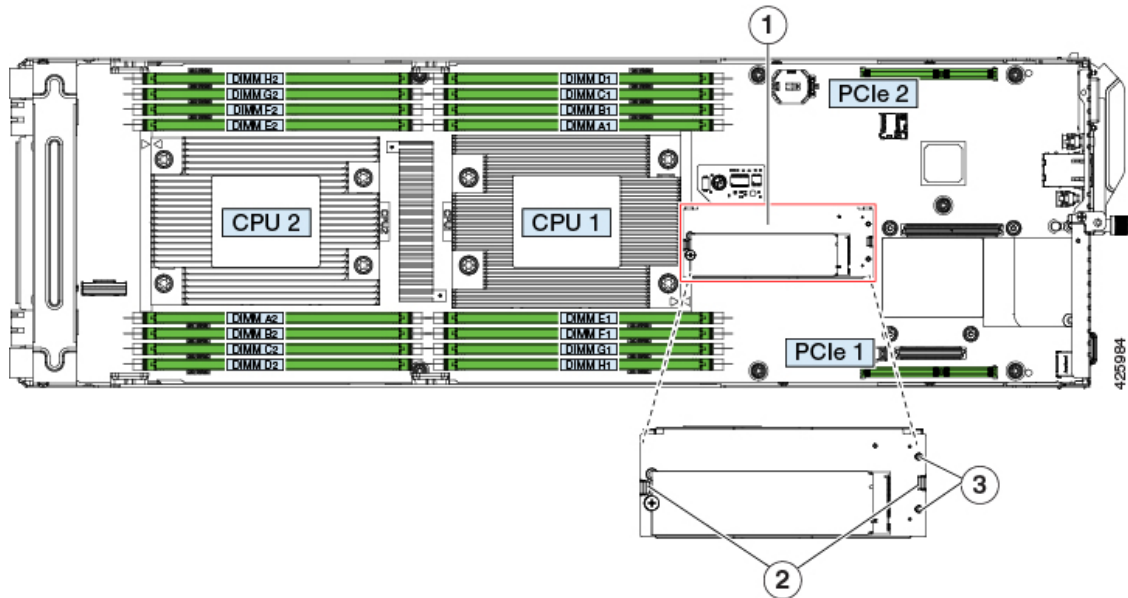 1
DIMM H2
DIMM G2
DIMM F2
DIMM E2
DIMM D1
DIMM C1
DIMM B1
DIMM A1
PCIe 2
CPU 2
CPU2
CPU1
CPU 1
DIMM A2
DIMM B2
DIMM C2
DIMM D2
DIMM E1
DIMM F1
DIMM G1
DIMM H1
PCIe 1
425984
3
2